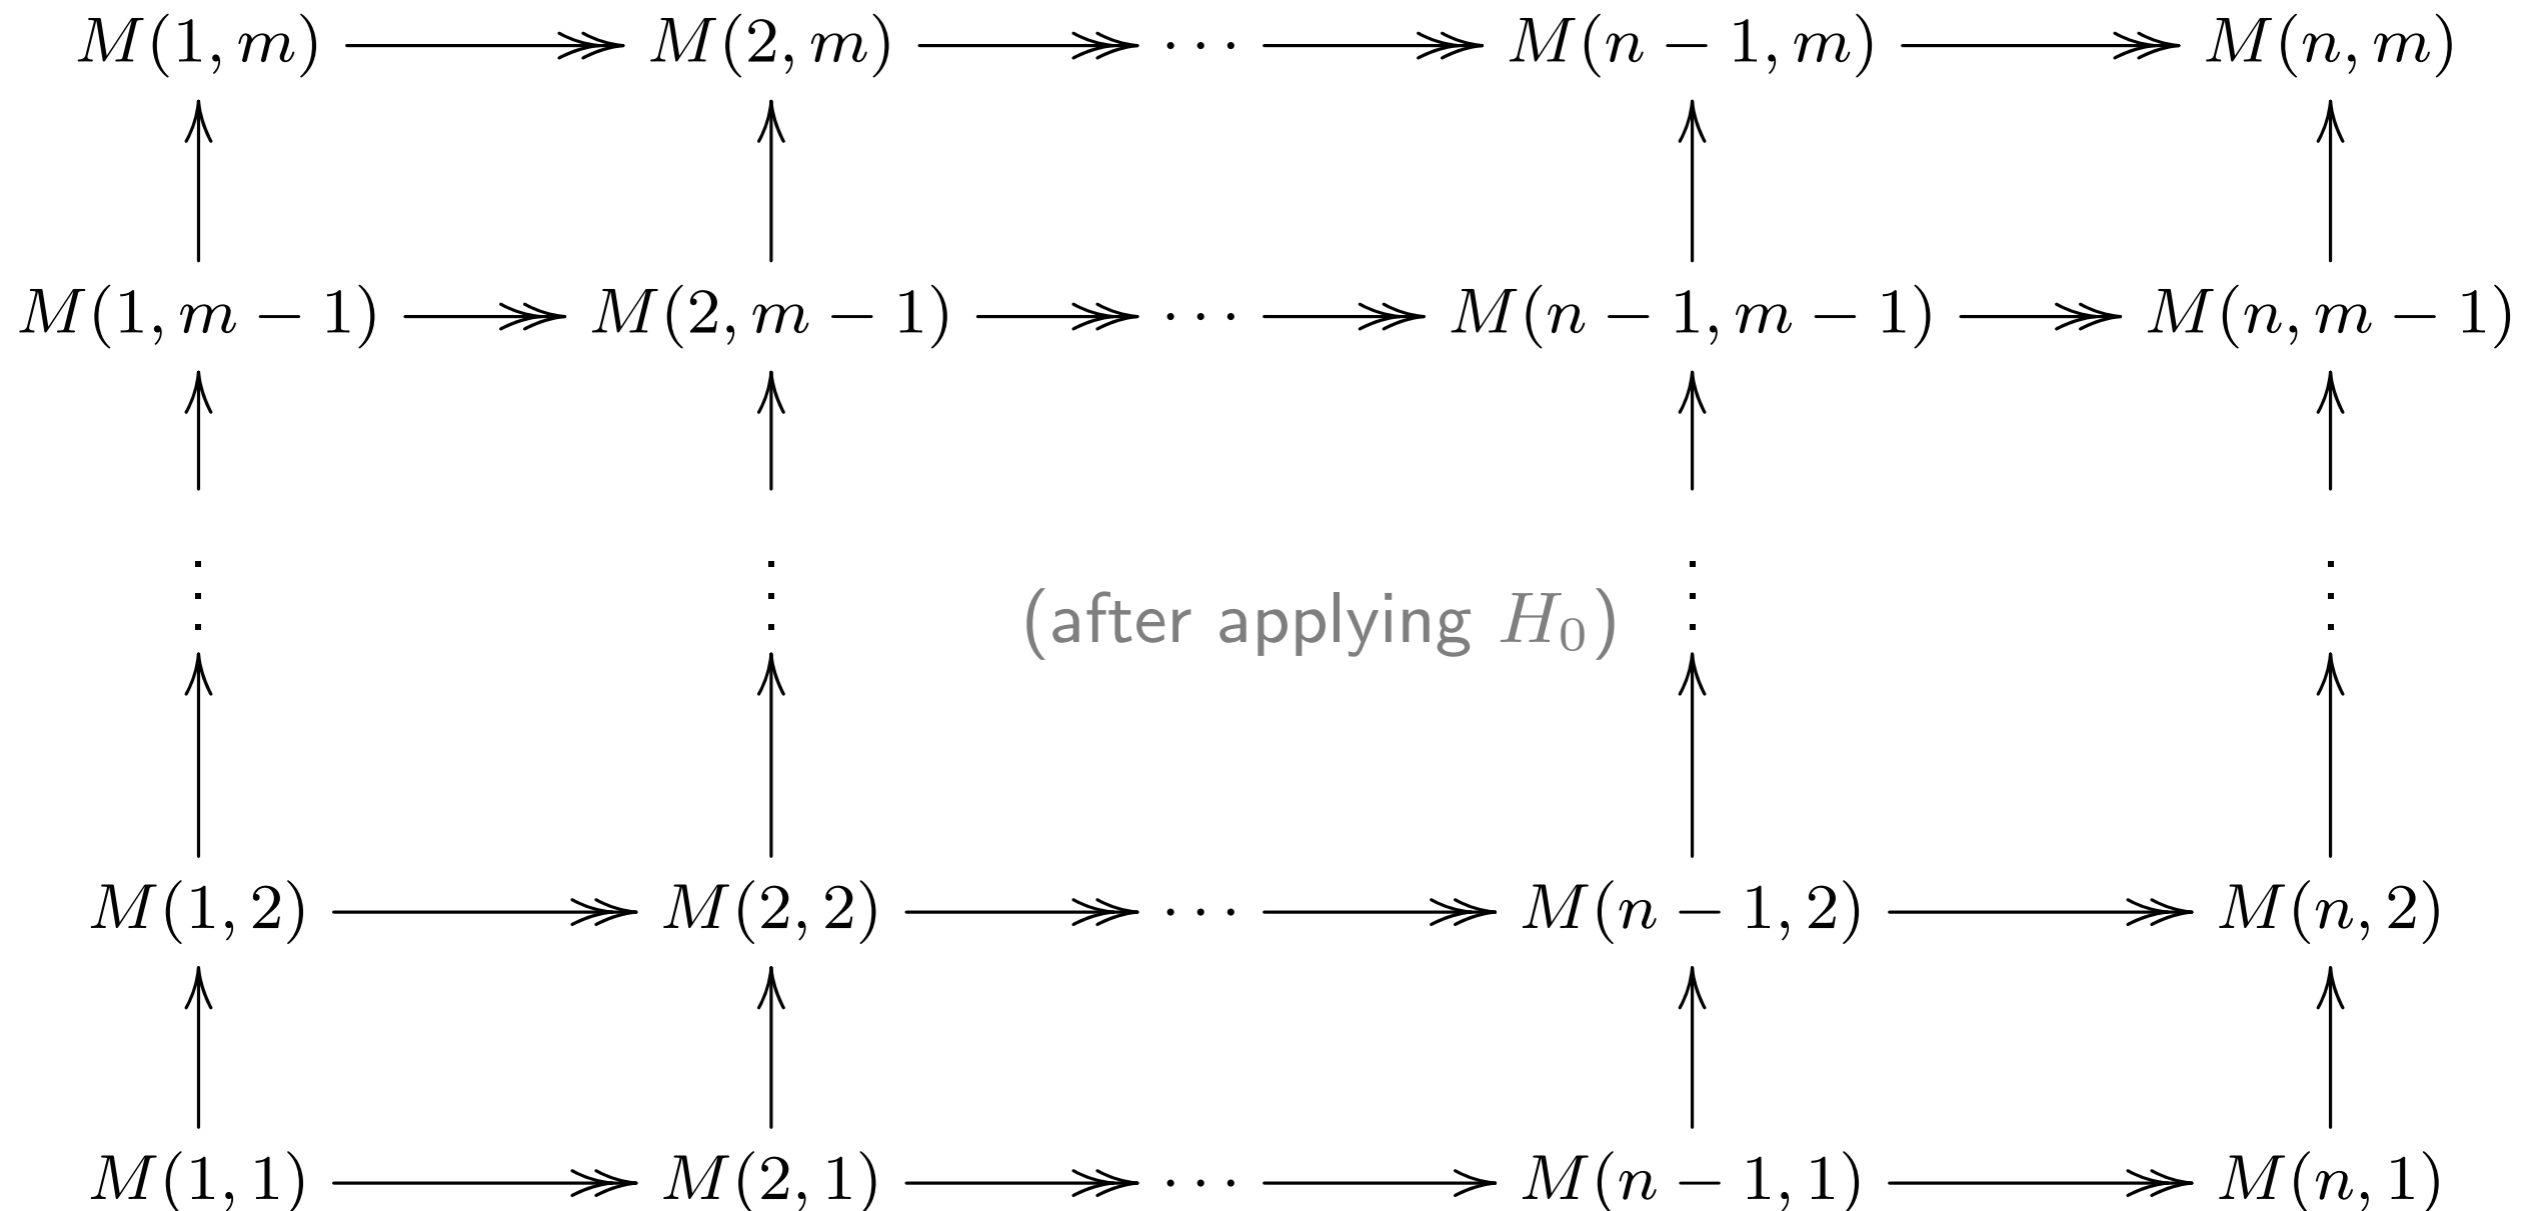 M(1, m) M(2, m) ··· M(n − 1, m) M(n, m)
M(1, m − 1) M(2, m − 1) ··· M(n − 1, m − 1) M(n, m − 1)
⋮ ⋮ (after applying H₀) ⋮ ⋮
M(1, 2) M(2, 2) ··· M(n − 1, 2) M(n, 2)
M(1, 1) M(2, 1) ··· M(n − 1, 1) M(n, 1)